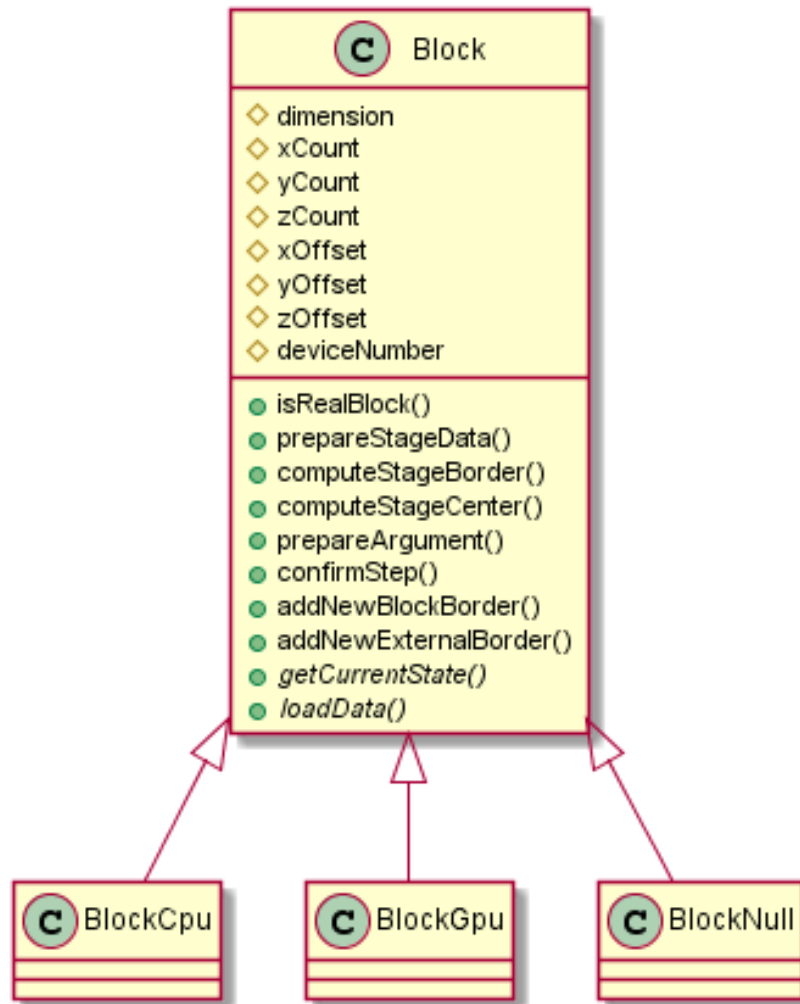 C Block
dimension
xCount
yCount
zCount
xOffset
yOffset
zOffset
deviceNumber
isRealBlock()
prepareStageData()
computeStageBorder()
computeStageCenter()
prepareArgument()
confirmStep()
addNewBlockBorder()
addNewExternalBorder()
getCurrentState()
loadData()
C BlockCpu
C BlockGpu
C BlockNull